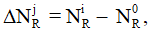 ΔN_R^j = N_R^i − N_R^0,